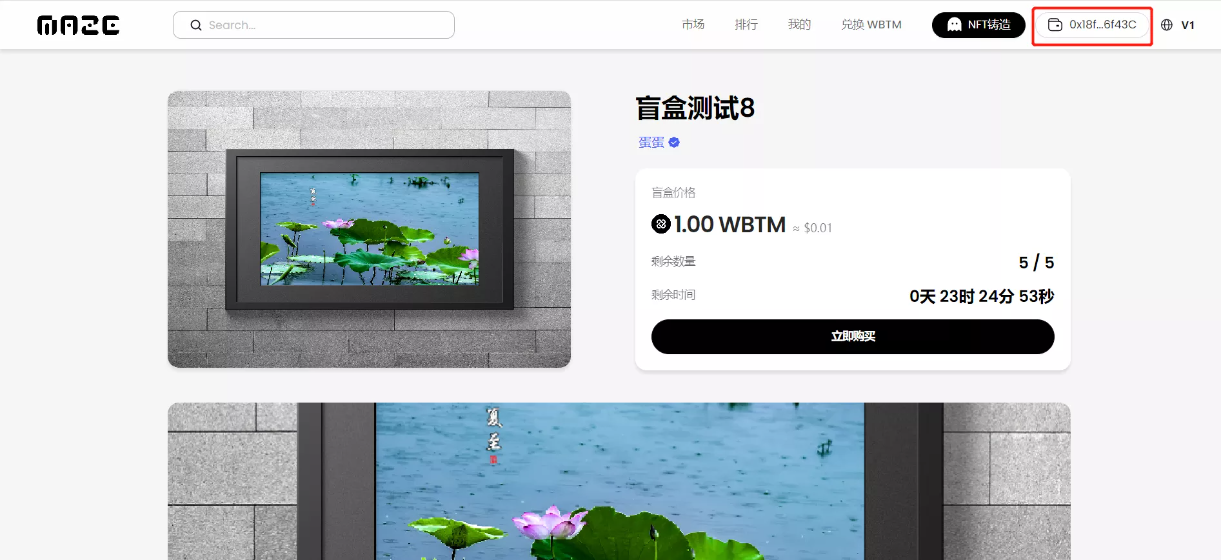 MAZE
Search...
市场 排行 我的 兑换 WBTM NFT铸造 0x18f...6f43C V1
盲盒测试8
蛋蛋
盲盒价格
1.00 WBTM ≈ $0.01
剩余数量 5 / 5
剩余时间 0天 23时 24分 53秒
立即购买
夏至